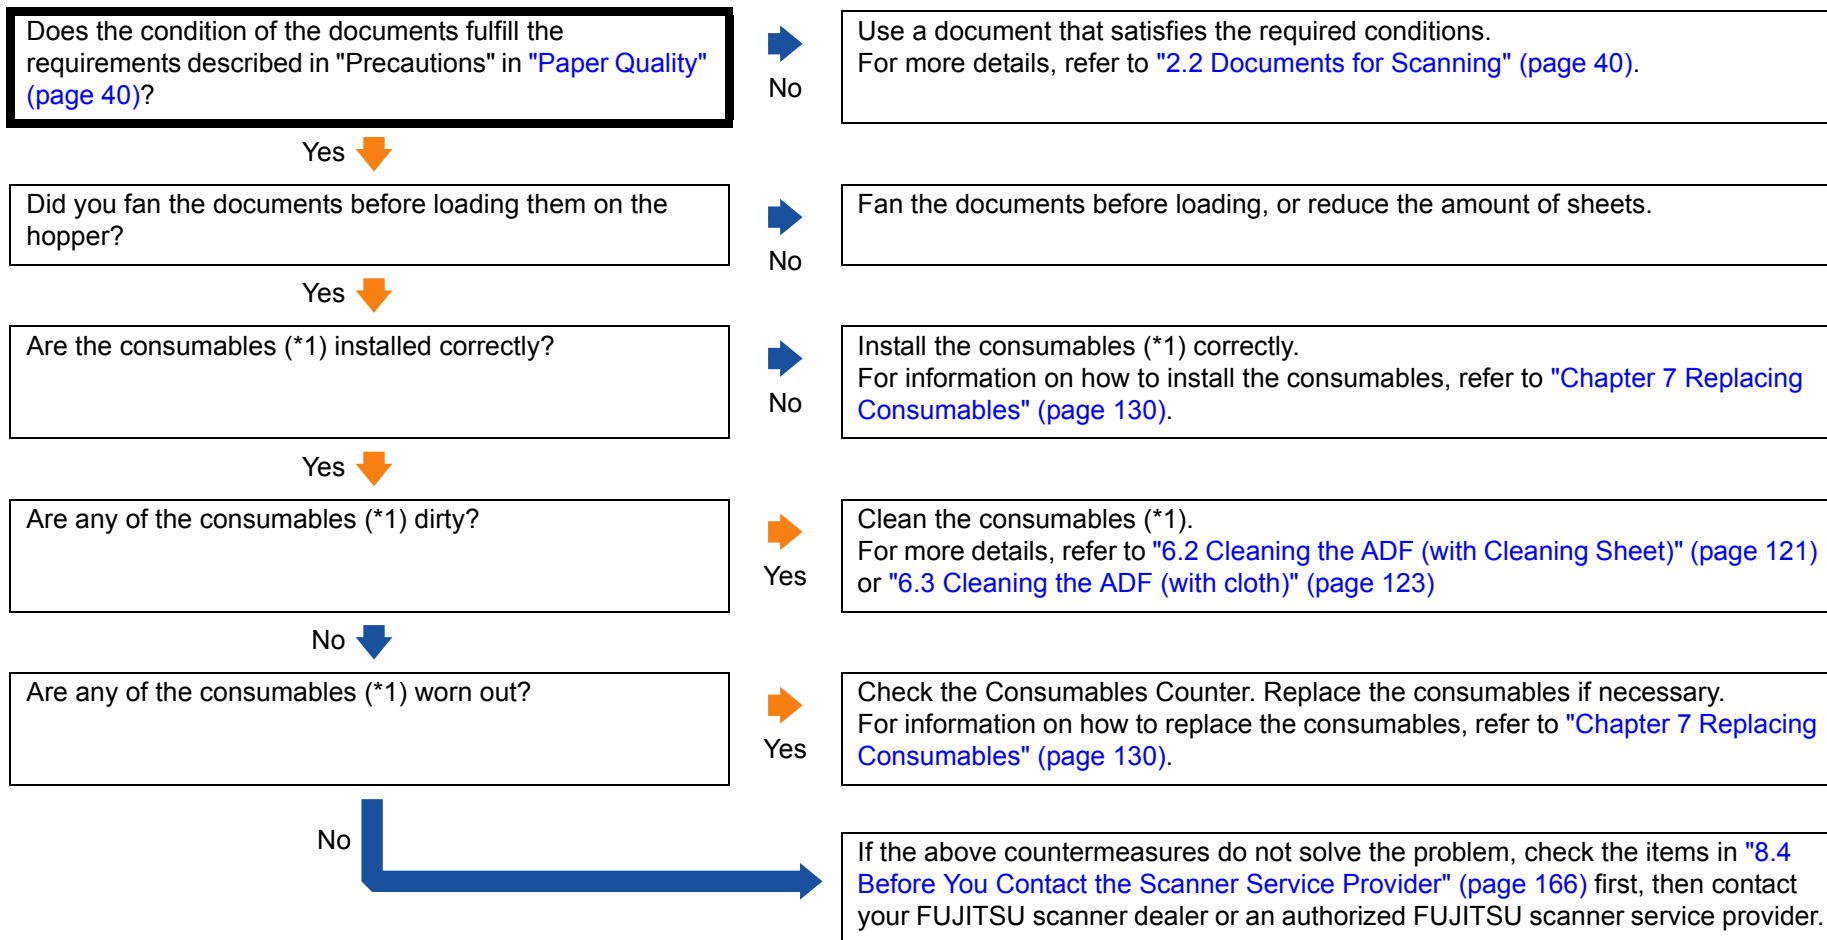 Does the condition of the documents fulfill the
requirements described in "Precautions" in "Paper Quality"
(page 40)?
No
Use a document that satisfies the required conditions.
For more details, refer to "2.2 Documents for Scanning" (page 40).
Yes
Did you fan the documents before loading them on the
hopper?
No
Fan the documents before loading, or reduce the amount of sheets.
Yes
Are the consumables (*1) installed correctly?
No
Install the consumables (*1) correctly.
For information on how to install the consumables, refer to "Chapter 7 Replacing
Consumables" (page 130).
Yes
Are any of the consumables (*1) dirty?
Yes
Clean the consumables (*1).
For more details, refer to "6.2 Cleaning the ADF (with Cleaning Sheet)" (page 121)
or "6.3 Cleaning the ADF (with cloth)" (page 123)
No
Are any of the consumables (*1) worn out?
Yes
Check the Consumables Counter. Replace the consumables if necessary.
For information on how to replace the consumables, refer to "Chapter 7 Replacing
Consumables" (page 130).
No
If the above countermeasures do not solve the problem, check the items in "8.4
Before You Contact the Scanner Service Provider" (page 166) first, then contact
your FUJITSU scanner dealer or an authorized FUJITSU scanner service provider.